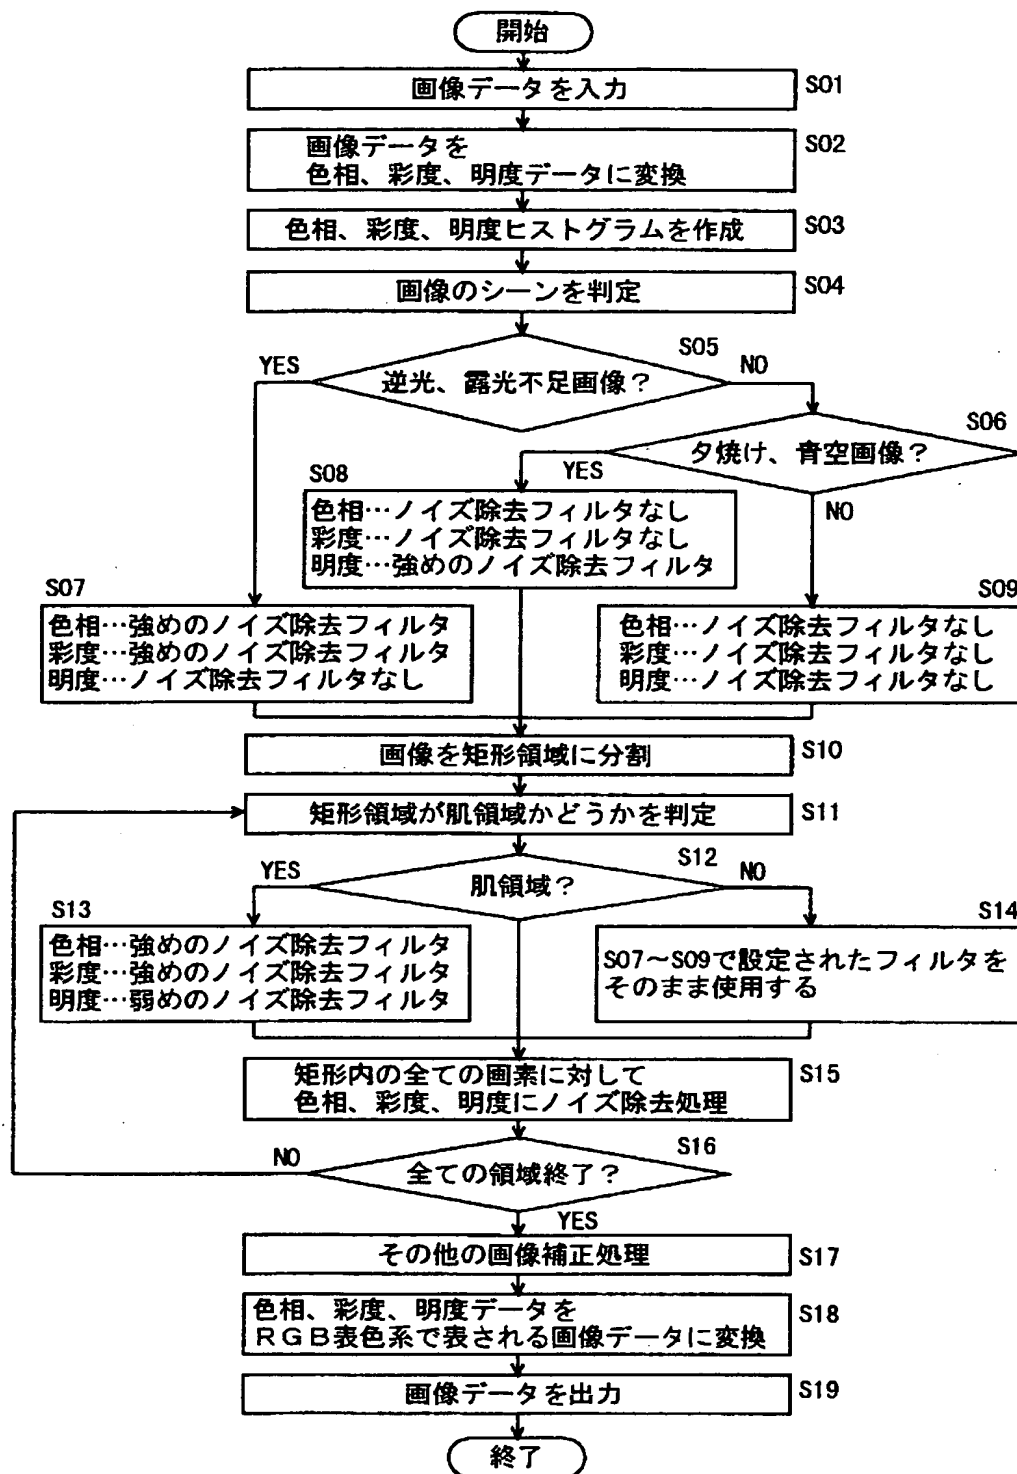 開始
画像データを入力
S01
画像データを
色相、彩度、明度データに変換
S02
色相、彩度、明度ヒストグラムを作成
S03
画像のシーンを判定
S04
S05
YES
逆光、露光不足画像？
NO
S06
夕焼け、青空画像？
YES
NO
S08
色相…ノイズ除去フィルタなし
彩度…ノイズ除去フィルタなし
明度…強めのノイズ除去フィルタ
S07
色相…強めのノイズ除去フィルタ
彩度…強めのノイズ除去フィルタ
明度…ノイズ除去フィルタなし
S09
色相…ノイズ除去フィルタなし
彩度…ノイズ除去フィルタなし
明度…ノイズ除去フィルタなし
画像を矩形領域に分割
S10
矩形領域が肌領域かどうかを判定
S11
S12
YES
肌領域？
NO
S13
色相…強めのノイズ除去フィルタ
彩度…強めのノイズ除去フィルタ
明度…弱めのノイズ除去フィルタ
S14
S07～S09で設定されたフィルタを
そのまま使用する
矩形内の全ての画素に対して
色相、彩度、明度にノイズ除去処理
S15
S16
NO
全ての領域終了？
YES
その他の画像補正処理
S17
色相、彩度、明度データを
ＲＧＢ表色系で表される画像データに変換
S18
画像データを出力
S19
終了